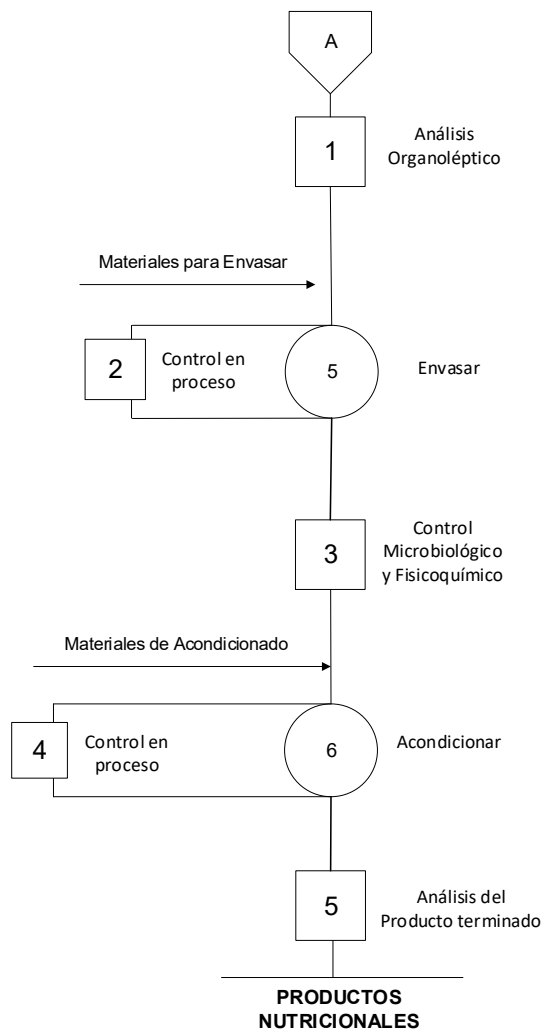 A
1
Análisis
Organoléptico
Materiales para Envasar
2
Control en
proceso
5
Envasar
3
Control
Microbiológico
y Fisicoquímico
Materiales de Acondicionado
4
Control en
proceso
6
Acondicionar
5
Análisis del
Producto terminado
PRODUCTOS
NUTRICIONALES